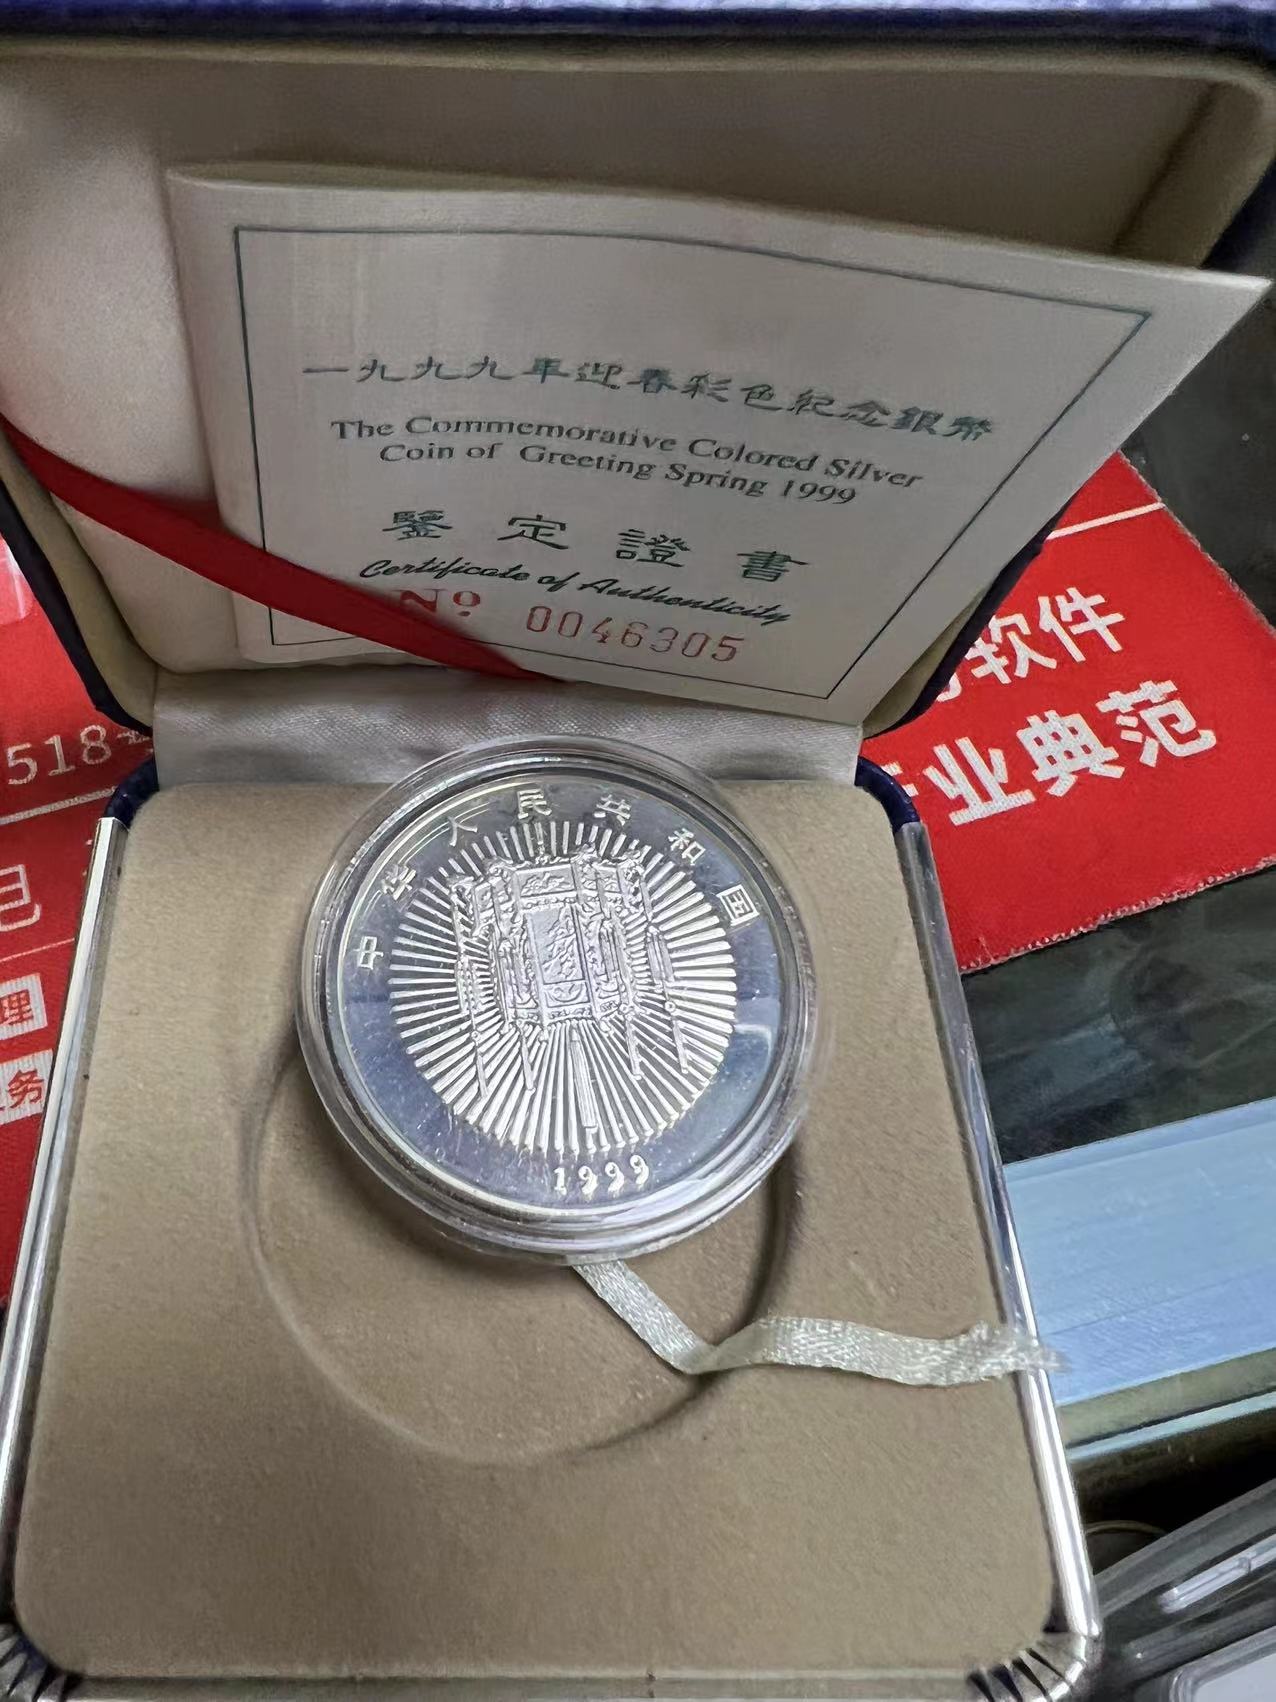 一九九九年迎春彩色紀念銀幣
The Commemorative Colored Silver
Coin of Greeting Spring 1999
鑒定證書
Certificate of Authenticity
No 0046305
中华人民共和国
1999
软件
业典范
518
理
务